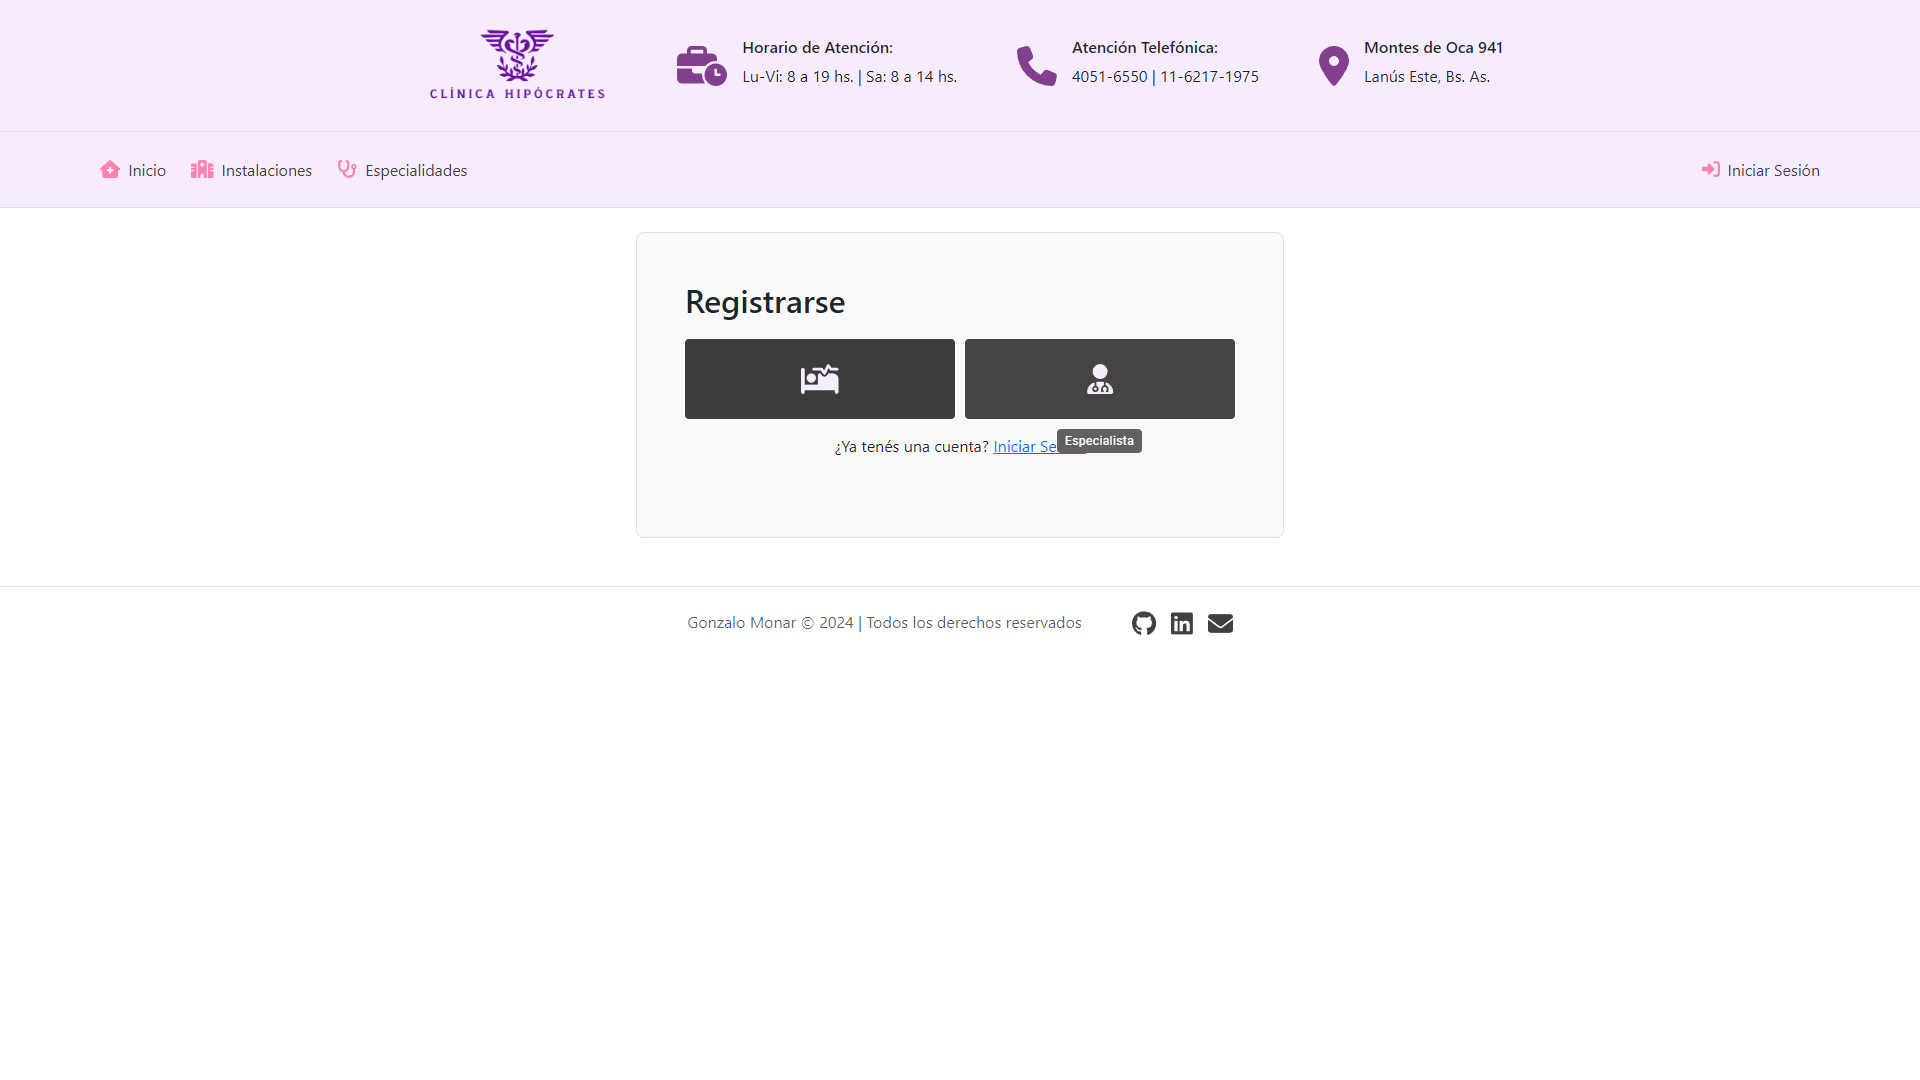 CLÍNICA HIPÓCRATES
Horario de Atención:
Lu-Vi: 8 a 19 hs. | Sa: 8 a 14 hs.
Atención Telefónica:
4051-6550 | 11-6217-1975
Montes de Oca 941
Lanús Este, Bs. As.
Inicio
Instalaciones
Especialidades
Iniciar Sesión
Registrarse
¿Ya tenés una cuenta? Iniciar Se
Especialista
Gonzalo Monar © 2024 | Todos los derechos reservados